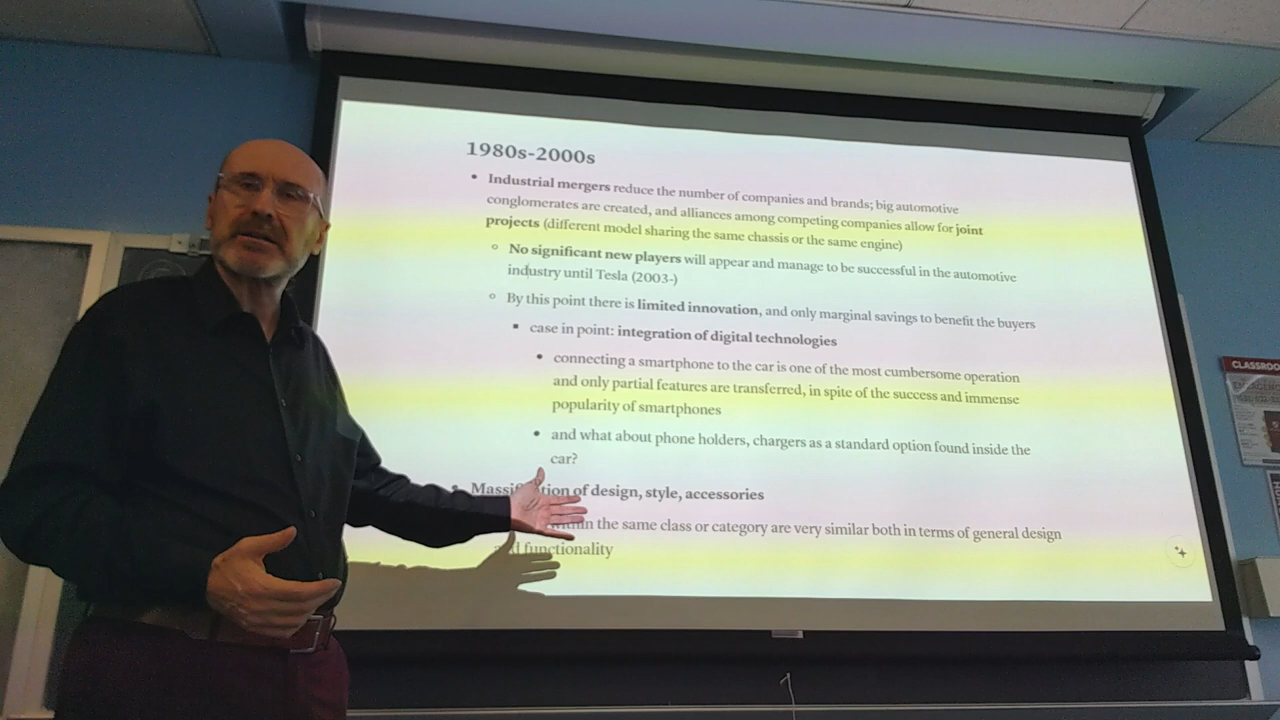 1980s-2000s
• Industrial mergers reduce the number of companies and brands; big automotive
conglomerates are created, and alliances among competing companies allow for joint
projects (different model sharing the same chassis or the same engine)
◦ No significant new players will appear and manage to be successful in the automotive
industry until Tesla (2003-)
◦ By this point there is limited innovation, and only marginal savings to benefit the buyers
▪ case in point: integration of digital technologies
• connecting a smartphone to the car is one of the most cumbersome operation
and only partial features are transferred, in spite of the success and immense
popularity of smartphones
• and what about phone holders, chargers as a standard option found inside the
car?
• of design, style, accessories
within the same class or category are very similar both in terms of general design
functionality
CLASSROO